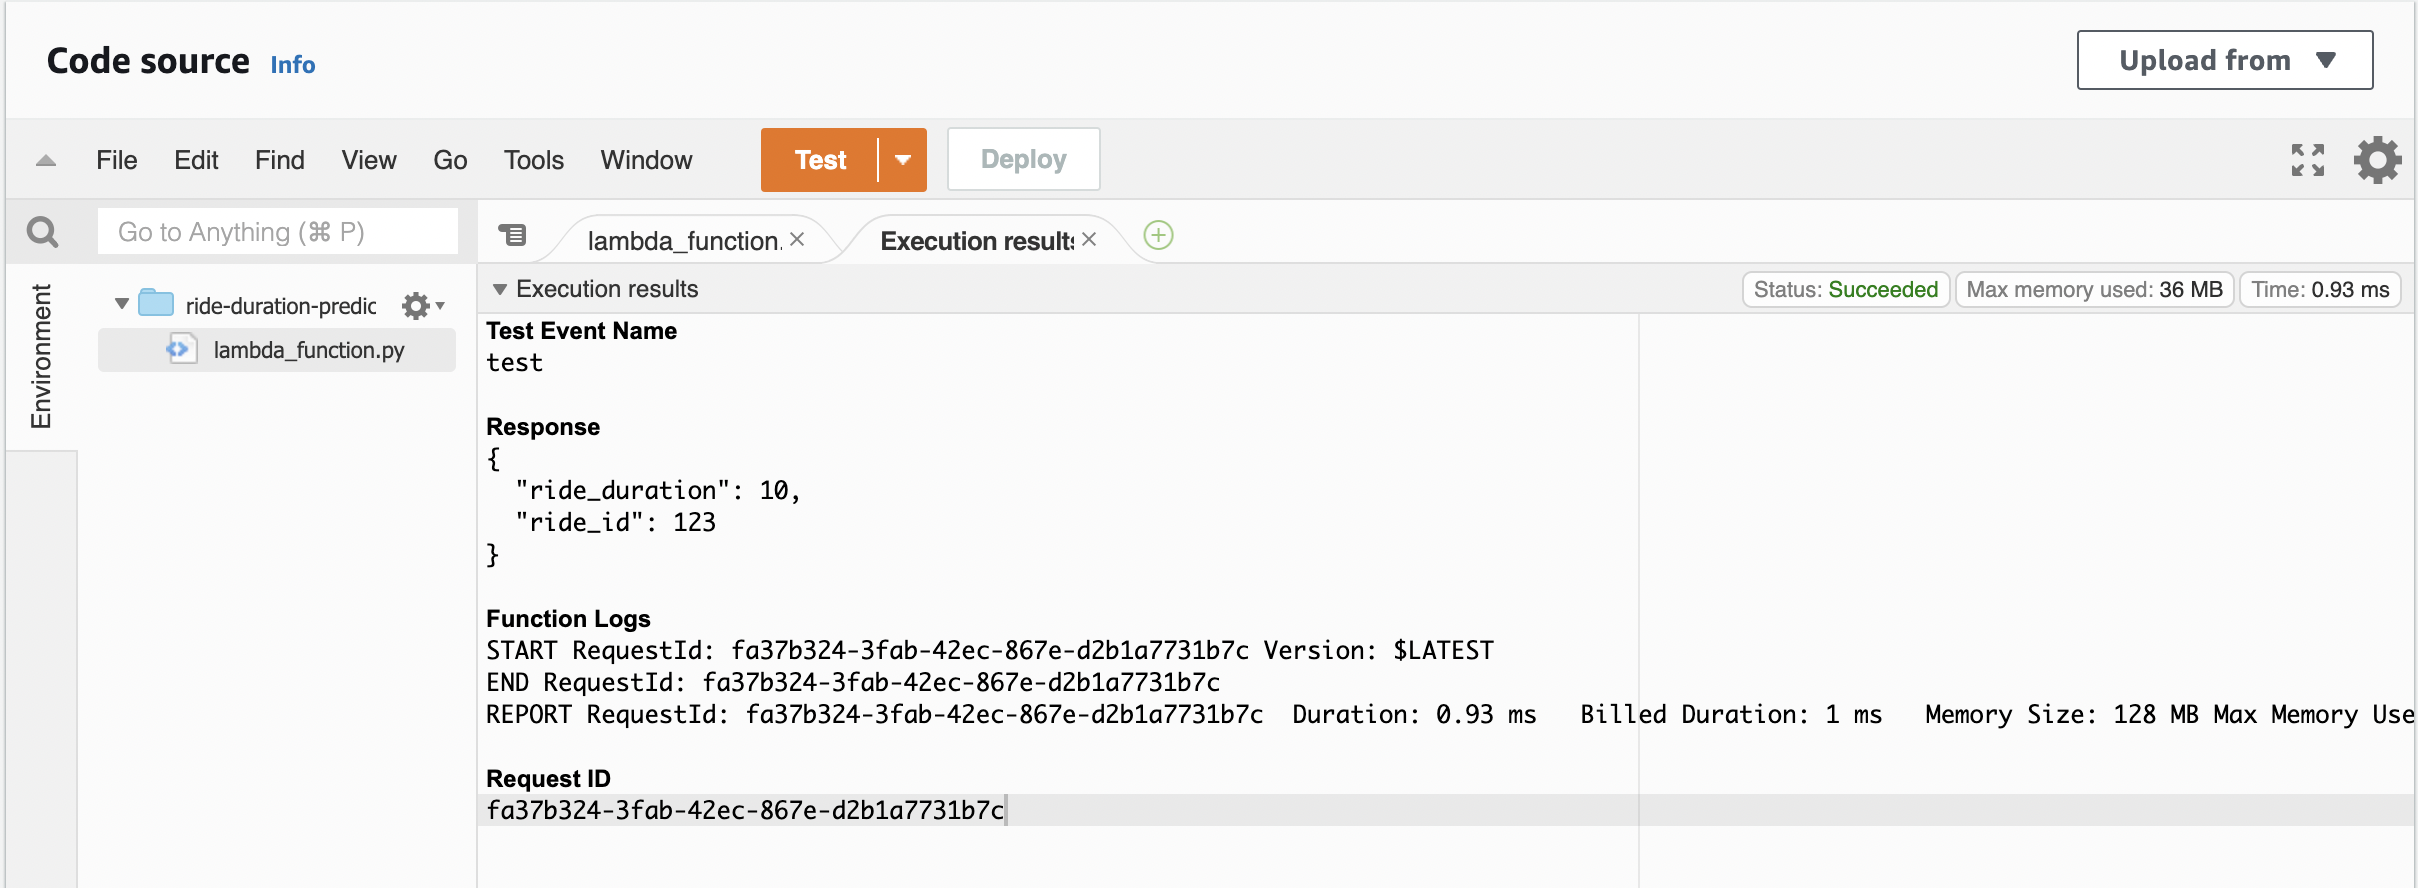 Code source Info
Upload from
File Edit Find View Go Tools Window Test Deploy
Go to Anything (⌘ P)
lambda_function. Execution results
Environment
ride-duration-predic
lambda_function.py
Execution results
Status: Succeeded Max memory used: 36 MB Time: 0.93 ms
Test Event Name
test
Response
{
"ride_duration": 10,
"ride_id": 123
}
Function Logs
START RequestId: fa37b324-3fab-42ec-867e-d2b1a7731b7c Version: $LATEST
END RequestId: fa37b324-3fab-42ec-867e-d2b1a7731b7c
REPORT RequestId: fa37b324-3fab-42ec-867e-d2b1a7731b7c Duration: 0.93 ms Billed Duration: 1 ms Memory Size: 128 MB Max Memory Use
Request ID
fa37b324-3fab-42ec-867e-d2b1a7731b7c